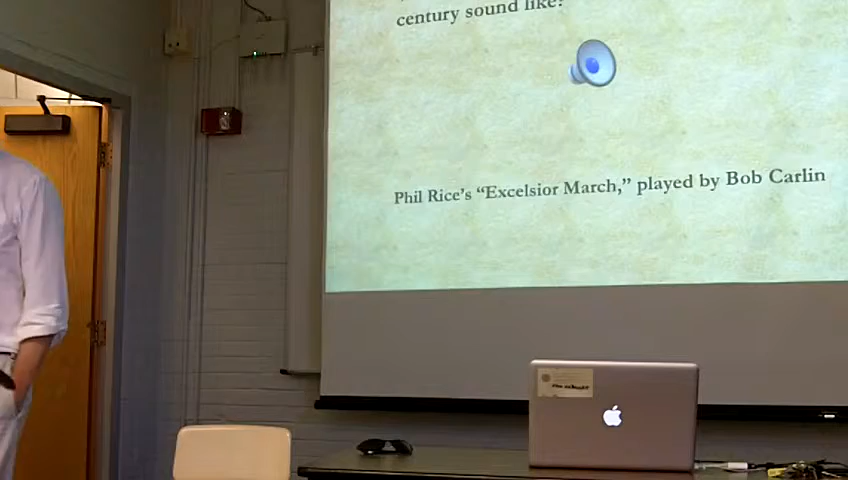 century sound like?
Phil Rice's “Excelsior March,” played by Bob Carlin